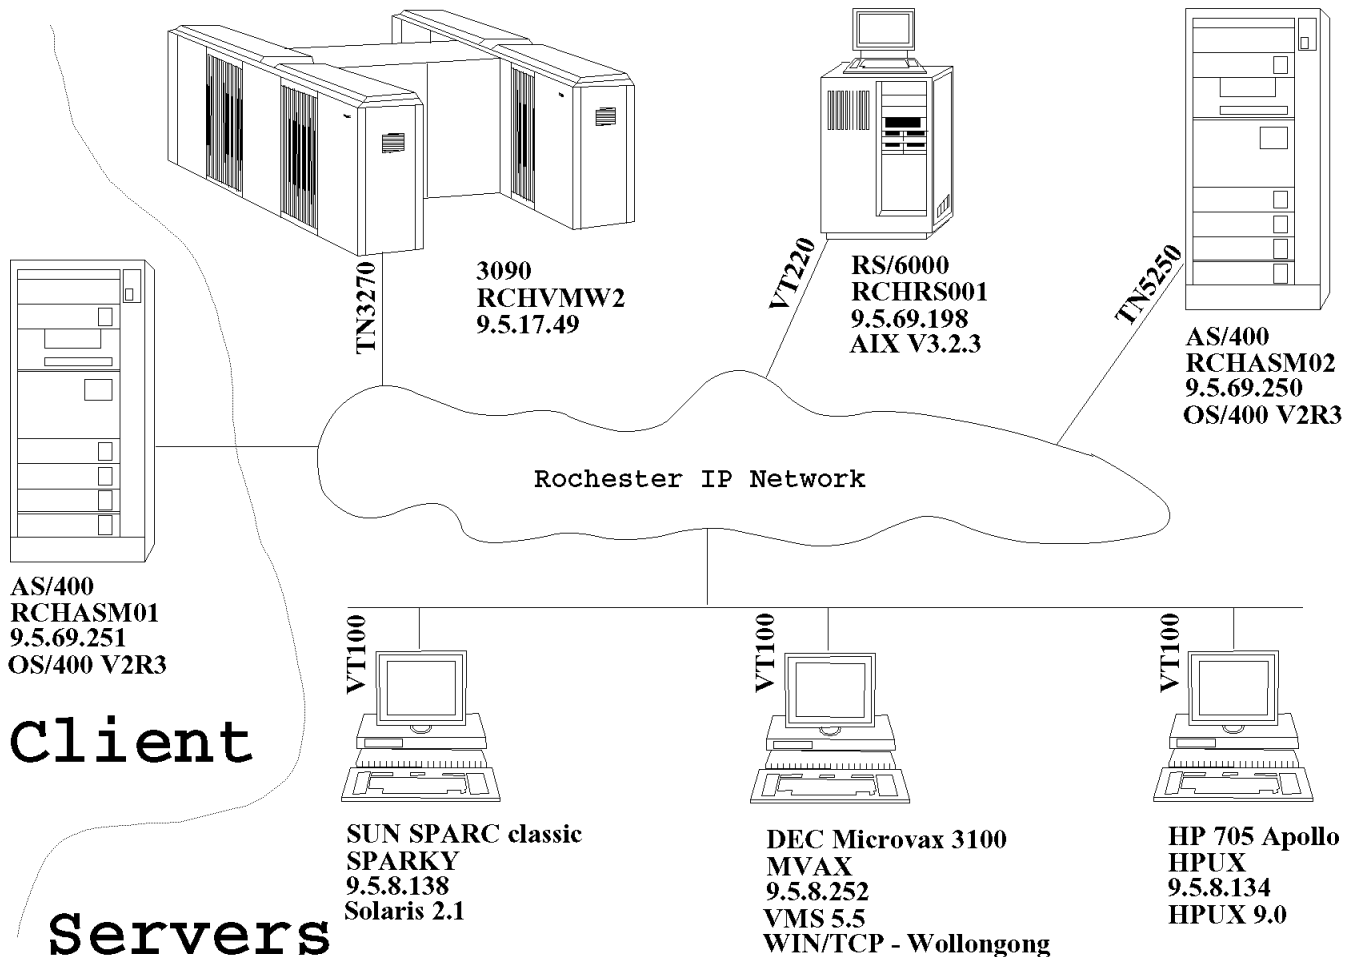 TN3270
3090
RCHVMW2
9.5.17.49
VT220
RS/6000
RCHRS001
9.5.69.198
AIX V3.2.3
TN5250
AS/400
RCHASM02
9.5.69.250
OS/400 V2R3
Rochester IP Network
AS/400
RCHASM01
9.5.69.251
OS/400 V2R3
Client
Servers
VT100
SUN SPARC classic
SPARKY
9.5.8.138
Solaris 2.1
VT100
DEC Microvax 3100
MVAX
9.5.8.252
VMS 5.5
WIN/TCP - Wollongong
VT100
HP 705 Apollo
HPUX
9.5.8.134
HPUX 9.0